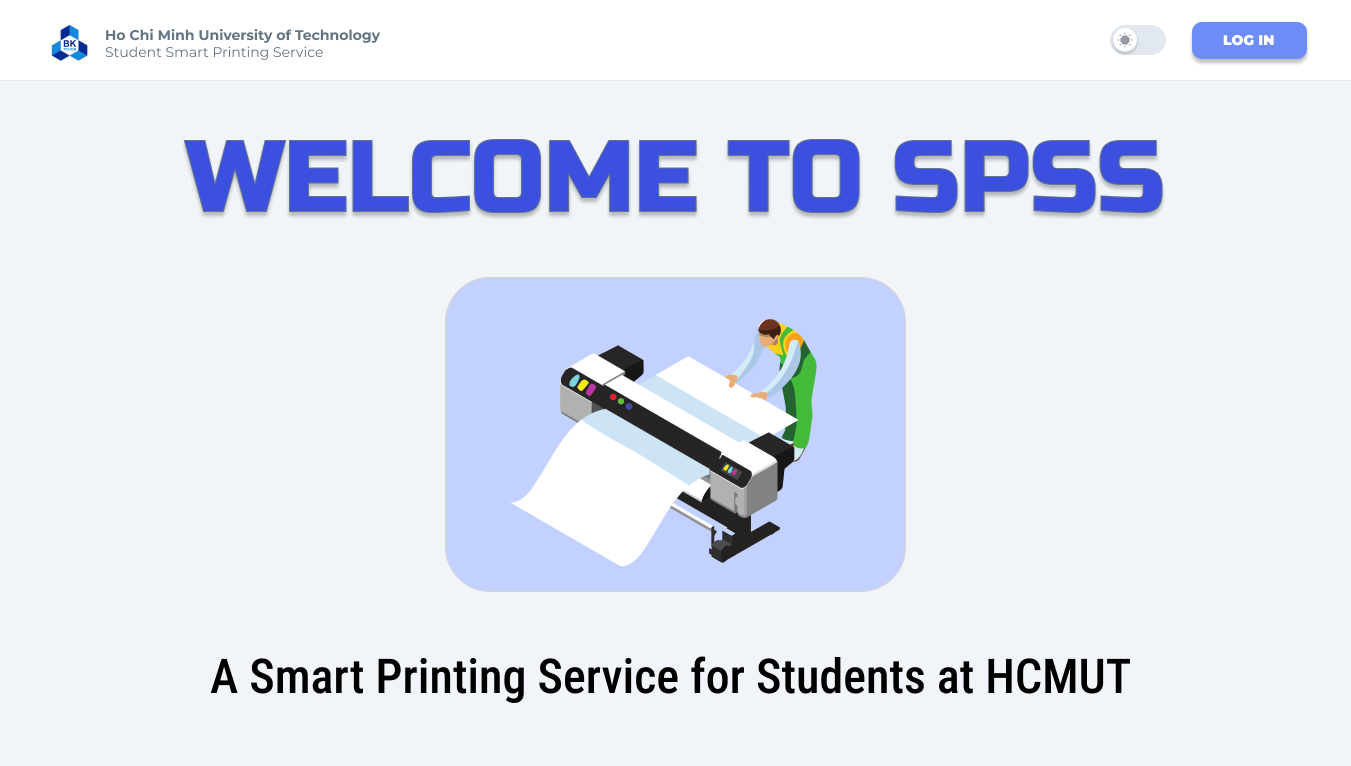 BK
Ho Chi Minh University of Technology
Student Smart Printing Service
LOG IN
WELCOME TO SPSS
A Smart Printing Service for Students at HCMUT